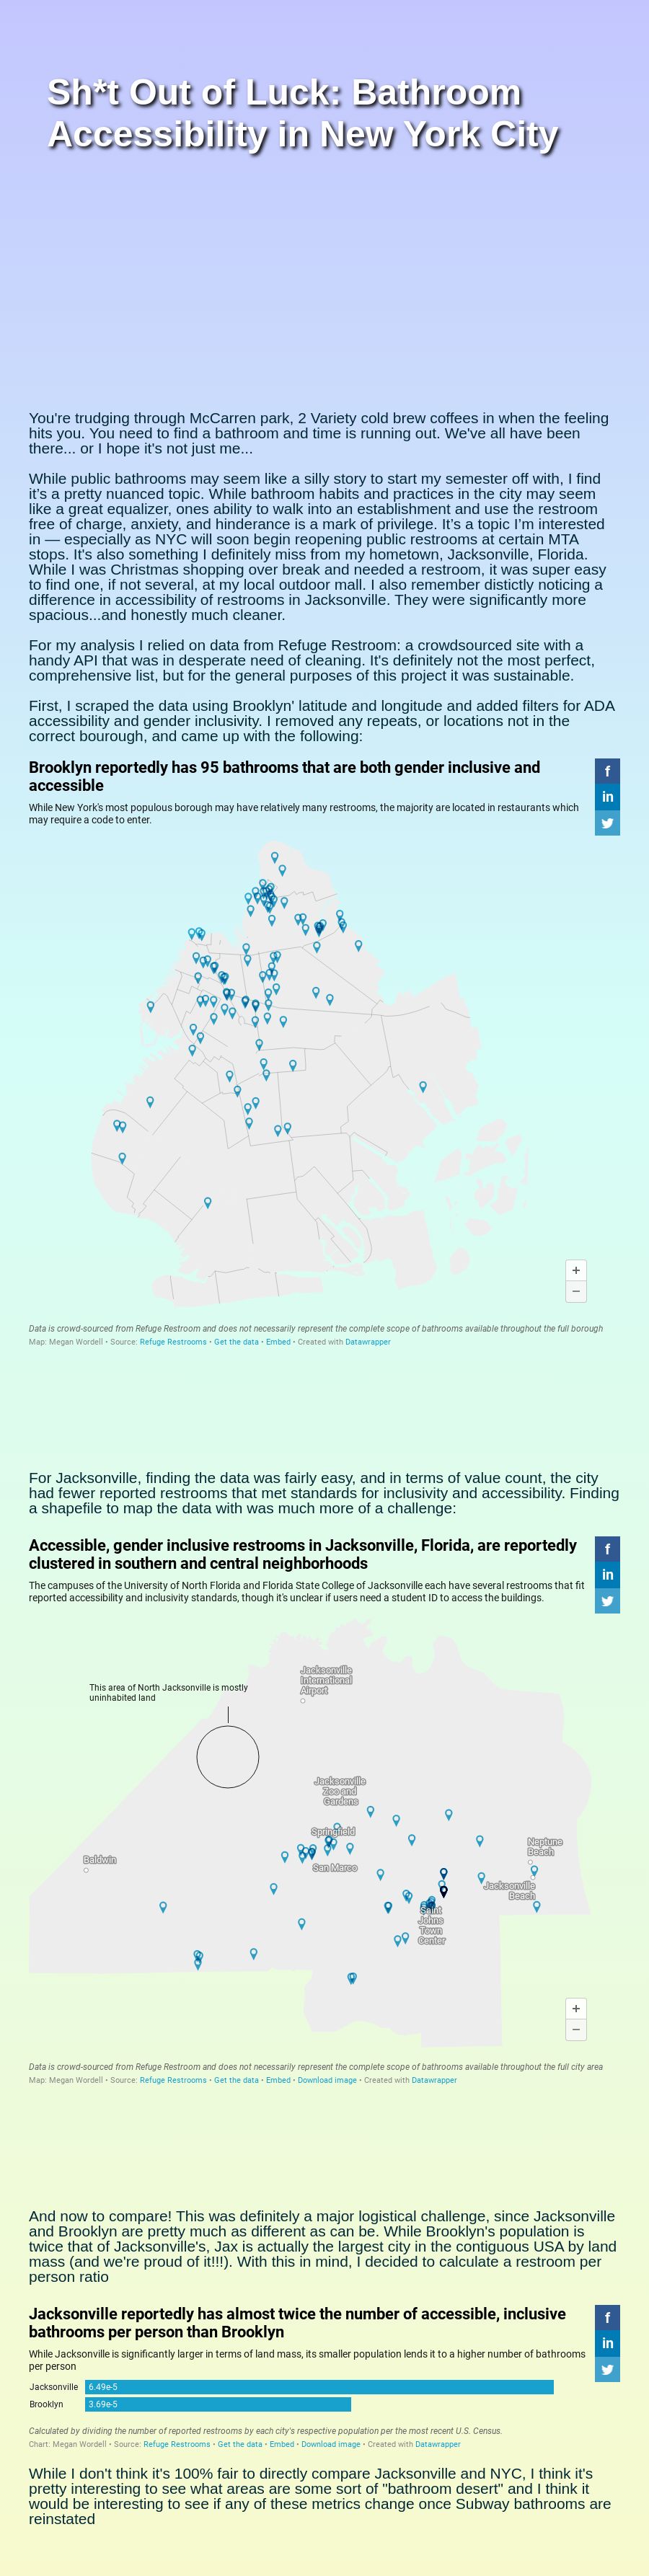 Sh*t Out of Luck: Bathroom
Accessibility in New York City
You're trudging through McCarren park, 2 Variety cold brew coffees in when the feeling
hits you. You need to find a bathroom and time is running out. We've all have been
there... or I hope it's not just me...
While public bathrooms may seem like a silly story to start my semester off with, I find
it's a pretty nuanced topic. While bathroom habits and practices in the city may seem
like a great equalizer, ones ability to walk into an establishment and use the restroom
free of charge, anxiety, and hinderance is a mark of privilege. It's a topic I'm interested
in — especially as NYC will soon begin reopening public restrooms at certain MTA
stops. It's also something I definitely miss from my hometown, Jacksonville, Florida.
While I was Christmas shopping over break and needed a restroom, it was super easy
to find one, if not several, at my local outdoor mall. I also remember distictly noticing a
difference in accessibility of restrooms in Jacksonville. They were significantly more
spacious...and honestly much cleaner.
For my analysis I relied on data from Refuge Restroom: a crowdsourced site with a
handy API that was in desperate need of cleaning. It's definitely not the most perfect,
comprehensive list, but for the general purposes of this project it was sustainable.
First, I scraped the data using Brooklyn' latitude and longitude and added filters for ADA
accessibility and gender inclusivity. I removed any repeats, or locations not in the
correct bourough, and came up with the following:
Brooklyn reportedly has 95 bathrooms that are both gender inclusive and
accessible
While New York's most populous borough may have relatively many restrooms, the majority are located in restaurants which
may require a code to enter.
f
in
+
−
Data is crowd-sourced from Refuge Restroom and does not necessarily represent the complete scope of bathrooms available throughout the full borough
Map: Megan Wordell • Source: Refuge Restrooms • Get the data • Embed • Created with Datawrapper
For Jacksonville, finding the data was fairly easy, and in terms of value count, the city
had fewer reported restrooms that met standards for inclusivity and accessibility. Finding
a shapefile to map the data with was much more of a challenge:
Accessible, gender inclusive restrooms in Jacksonville, Florida, are reportedly
clustered in southern and central neighborhoods
The campuses of the University of North Florida and Florida State College of Jacksonville each have several restrooms that fit
reported accessibility and inclusivity standards, though it's unclear if users need a student ID to access the buildings.
f
in
Jacksonville
International
Airport
This area of North Jacksonville is mostly
uninhabited land
Jacksonville
Zoo and
Gardens
Springfield
San Marco
Baldwin
Neptune
Beach
Jacksonville
Beach
Saint
Johns
Town
Center
+
−
Data is crowd-sourced from Refuge Restroom and does not necessarily represent the complete scope of bathrooms available throughout the full city area
Map: Megan Wordell • Source: Refuge Restrooms • Get the data • Embed • Download image • Created with Datawrapper
And now to compare! This was definitely a major logistical challenge, since Jacksonville
and Brooklyn are pretty much as different as can be. While Brooklyn's population is
twice that of Jacksonville's, Jax is actually the largest city in the contiguous USA by land
mass (and we're proud of it!!!). With this in mind, I decided to calculate a restroom per
person ratio
Jacksonville reportedly has almost twice the number of accessible, inclusive
bathrooms per person than Brooklyn
While Jacksonville is significantly larger in terms of land mass, its smaller population lends it to a higher number of bathrooms
per person
f
in
Jacksonville 6.49e-5
Brooklyn 3.69e-5
Calculated by dividing the number of reported restrooms by each city's respective population per the most recent U.S. Census.
Chart: Megan Wordell • Source: Refuge Restrooms • Get the data • Embed • Download image • Created with Datawrapper
While I don't think it's 100% fair to directly compare Jacksonville and NYC, I think it's
pretty interesting to see what areas are some sort of "bathroom desert" and I think it
would be interesting to see if any of these metrics change once Subway bathrooms are
reinstated